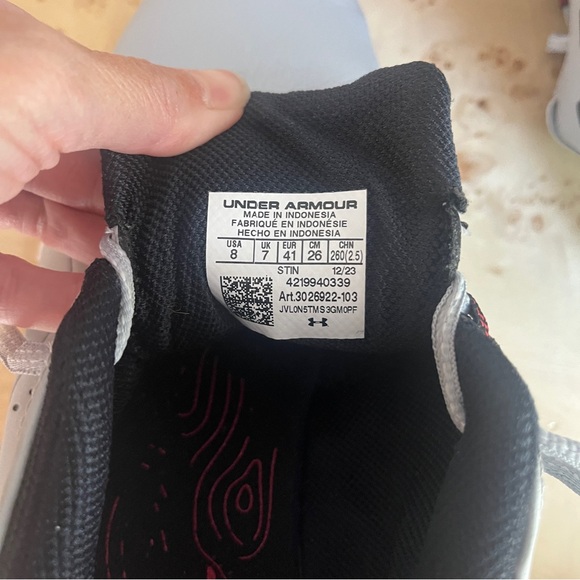 UNDER ARMOUR
MADE IN INDONESIA
FABRIQUÉ EN INDONÉSIE
HECHO EN INDONESIA
USA UK EUR CM CHN
8 7 41 26 260(2.5)
STIN 12/23
4219940339
Art.3026922-103
JVL0N5TMS3GM0PF